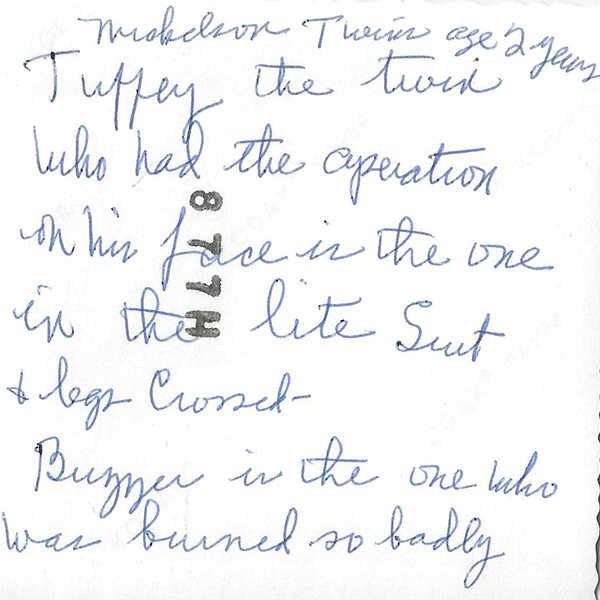 Mickelson Twins age 2 years
Tuffey the twin
who had the operation
on his face is the one
in the lite Suit
& legs Crossed-
Buzzer is the one who
was burned so badly
877H